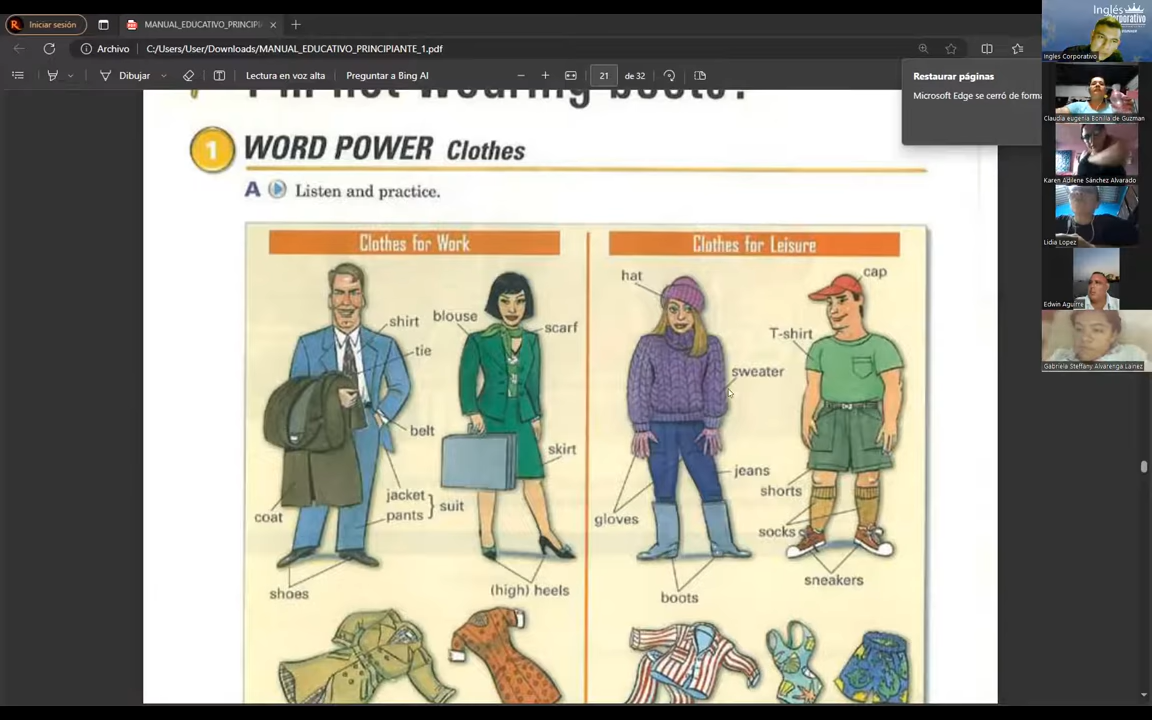 Iniciar sesión
MANUAL_EDUCATIVO_PRINCIPI
Archivo
C:/Users/User/Downloads/MANUAL_EDUCATIVO_PRINCIPIANTE_1.pdf
Dibujar
Lectura en voz alta
Preguntar a Bing AI
21
de 32
Restaurar páginas
Microsoft Edge se cerró de forma
I'm not wearing boots!
1 WORD POWER Clothes
A Listen and practice.
Clothes for Work
Clothes for Leisure
shirt
tie
belt
jacket
pants
suit
coat
shoes
blouse
scarf
skirt
(high) heels
hat
sweater
jeans
gloves
boots
cap
T-shirt
shorts
socks
sneakers
Inglés
Corporativo
Ingles Corporativo
Claudia eugenia Bonilla de Guzman
Karen Adilene Sánchez Alvarado
Lidia Lopez
Edwin Aguirre
Gabriela Steffany Alvarenga Lainez